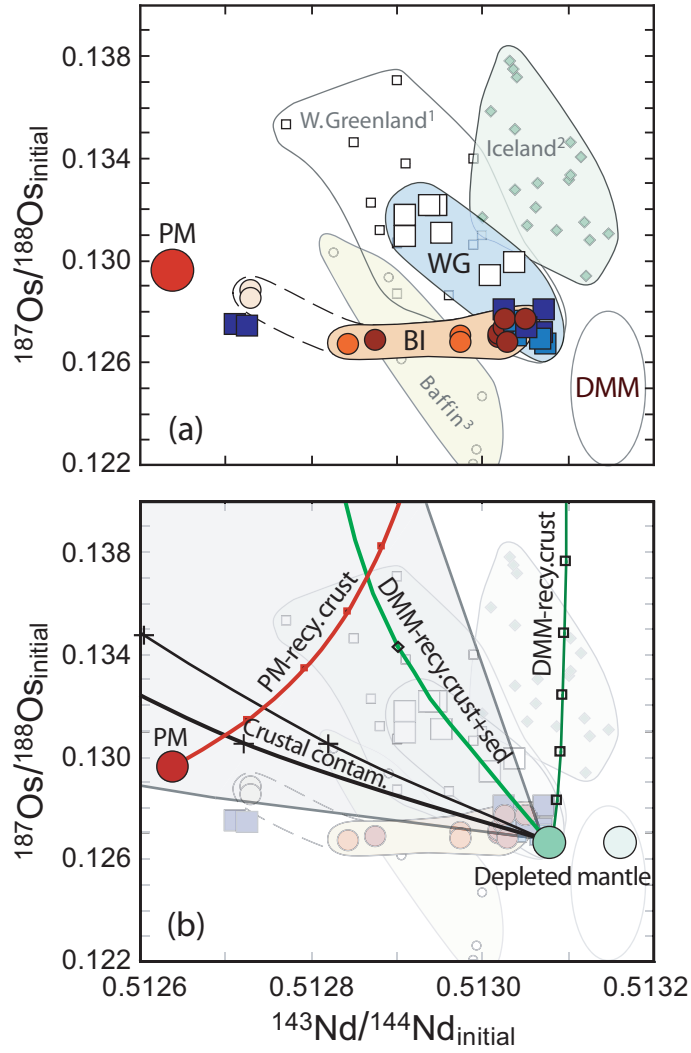 0.138
0.134
0.130
0.126
0.122
187Os/188Osinitial
W.Greenland1
Iceland2
PM
WG
BI
Baffin3
DMM
(a)
0.138
0.134
0.130
0.126
0.122
187Os/188Osinitial
PM-recy.crust
DMM-recy.crust+sed
DMM-recy.crust
PM
Crustal contam.
Depleted mantle
(b)
0.5126
0.5128
0.5130
0.5132
143Nd/144Ndinitial